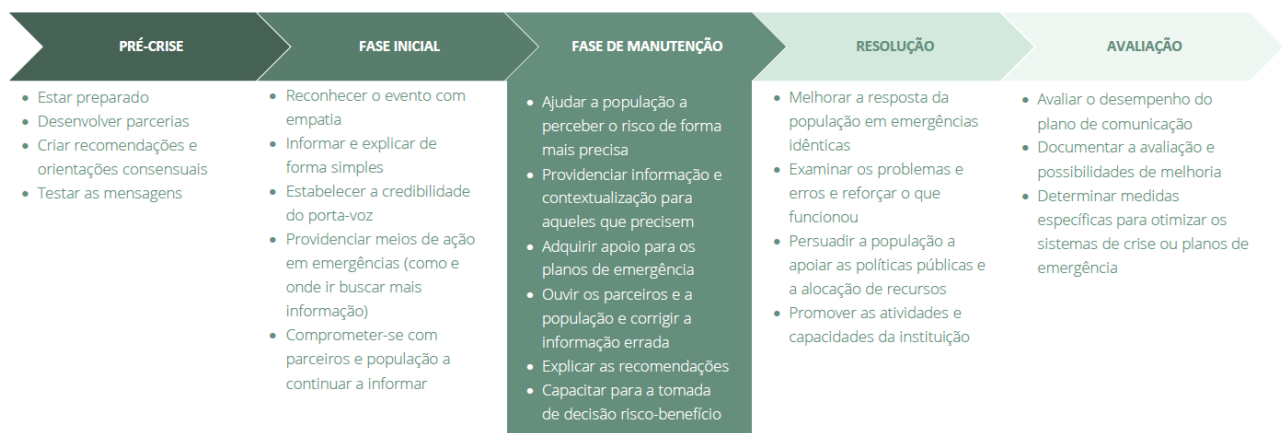 PRÉ-CRISE
• Estar preparado
• Desenvolver parcerias
• Criar recomendações e
orientações consensuais
• Testar as mensagens
FASE INICIAL
• Reconhecer o evento com
empatia
• Informar e explicar de
forma simples
• Estabelecer a credibilidade
do porta-voz
• Providenciar meios de ação
em emergências (como e
onde ir buscar mais
informação)
• Comprometer-se com
parceiros e população a
continuar a informar
FASE DE MANUTENÇÃO
• Ajudar a população a
perceber o risco de forma
mais precisa
• Providenciar informação e
contextualização para
aqueles que precisem
• Adquirir apoio para os
planos de emergência
• Ouvir os parceiros e a
população e corrigir a
informação errada
• Explicar as recomendações
• Capacitar para a tomada
de decisão risco-benefício
RESOLUÇÃO
• Melhorar a resposta da
população em emergências
idênticas
• Examinar os problemas e
erros e reforçar o que
funcionou
• Persuadir a população a
apoiar as políticas públicas e
a alocação de recursos
• Promover as atividades e
capacidades da instituição
AVALIAÇÃO
• Avaliar o desempenho do
plano de comunicação
• Documentar a avaliação e
possibilidades de melhoria
• Determinar medidas
específicas para otimizar os
sistemas de crise ou planos de
emergência